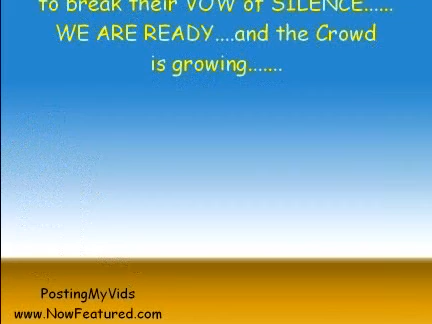 to break their VOW of SILENCE......
WE ARE READY....and the Crowd
is growing.......
PostingMyVids
www.NowFeatured.com